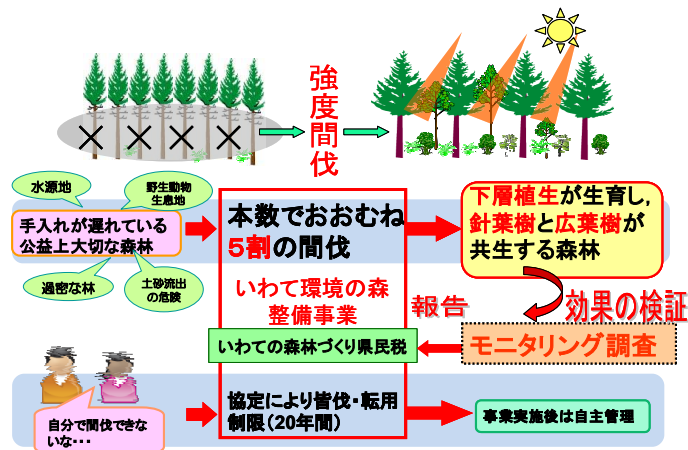 強度間伐
水源地
野生動物
生息地
手入れが遅れている
公益上大切な森林
過密な林
土砂流出
の危険
本数でおおむね
5割の間伐
いわて環境の森
整備事業
いわての森林づくり県民税
下層植生が生育し,
針葉樹と広葉樹が
共生する森林
効果の検証
報告
モニタリング調査
自分で間伐できな
いな・・・
協定により皆伐・転用
制限(20年間)
事業実施後は自主管理